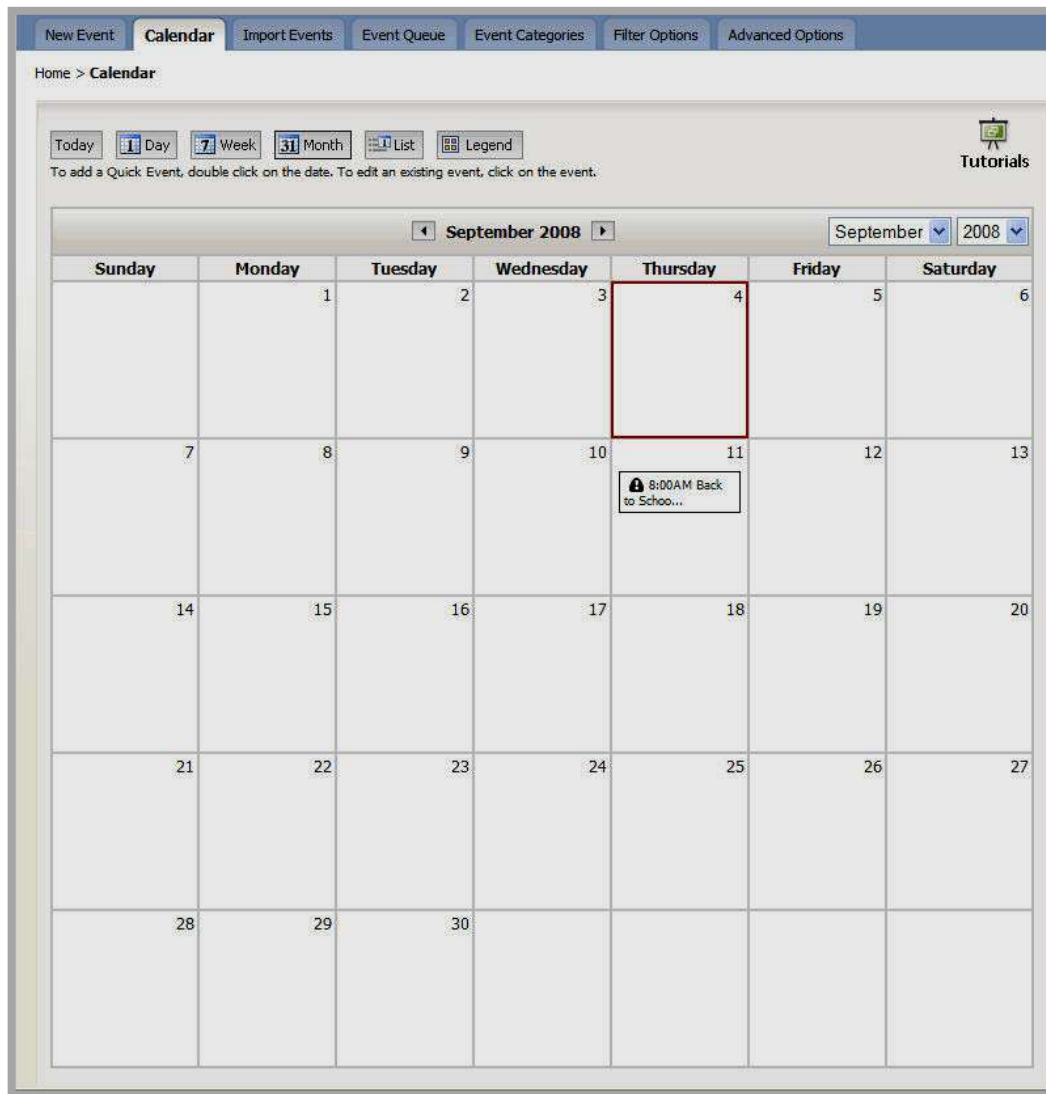 New Event Calendar Import Events Event Queue Event Categories Filter Options Advanced Options
Home > Calendar
Today 1 Day 7 Week 31 Month List Legend
Tutorials
To add a Quick Event, double click on the date. To edit an existing event, click on the event.
September 2008 September 2008
Sunday Monday Tuesday Wednesday Thursday Friday Saturday
1 2 3 4 5 6
7 8 9 10 11 12 13
8:00AM Back
to Schoo...
14 15 16 17 18 19 20
21 22 23 24 25 26 27
28 29 30